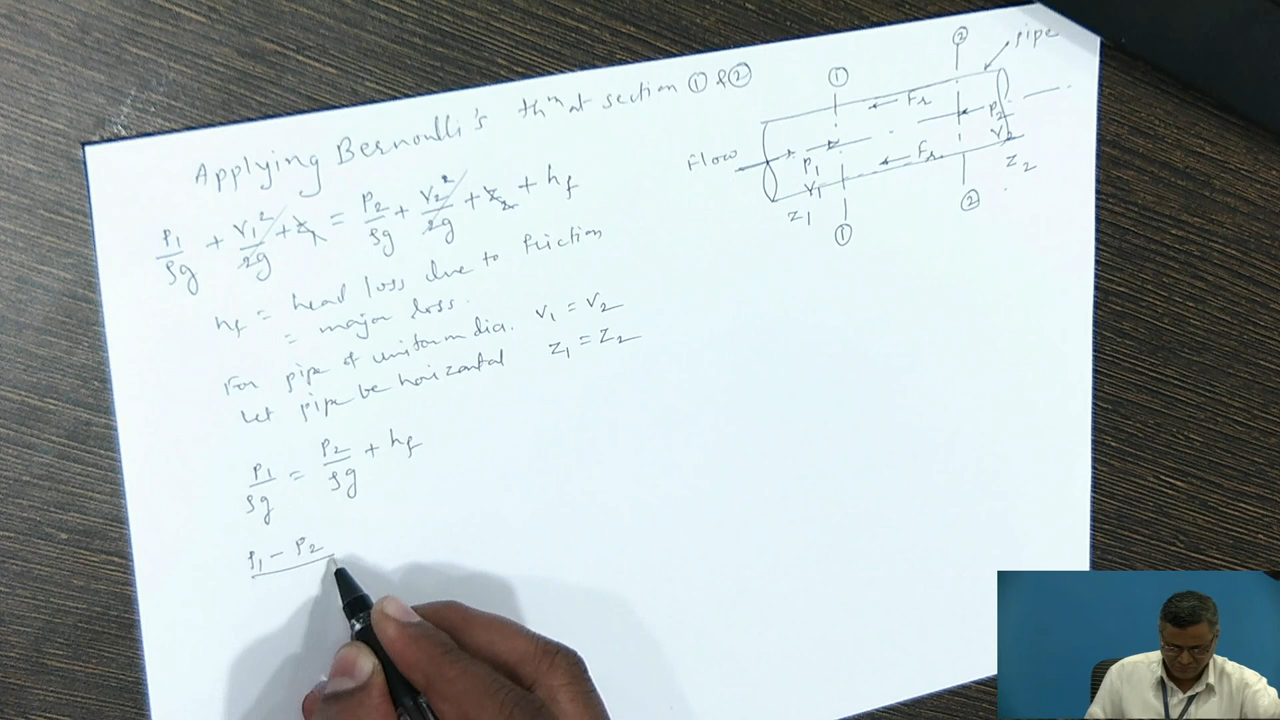 Applying Bernoulli's thm at section ① & ②
P₁/ρg + V₁²/2g + Z₁ = P₂/ρg + V₂²/2g + Z₂ + hf
hf = head loss due to friction
= major loss.
For pipe of uniform dia. V₁ = V₂
Let pipe be horizontal Z₁ = Z₂
P₁/ρg = P₂/ρg + hf
P₁ - P₂
②
pipe
①
Fr
P₂
Flow
P₁
Fr
V₂
V₁
Z₂
Z₁
②
①